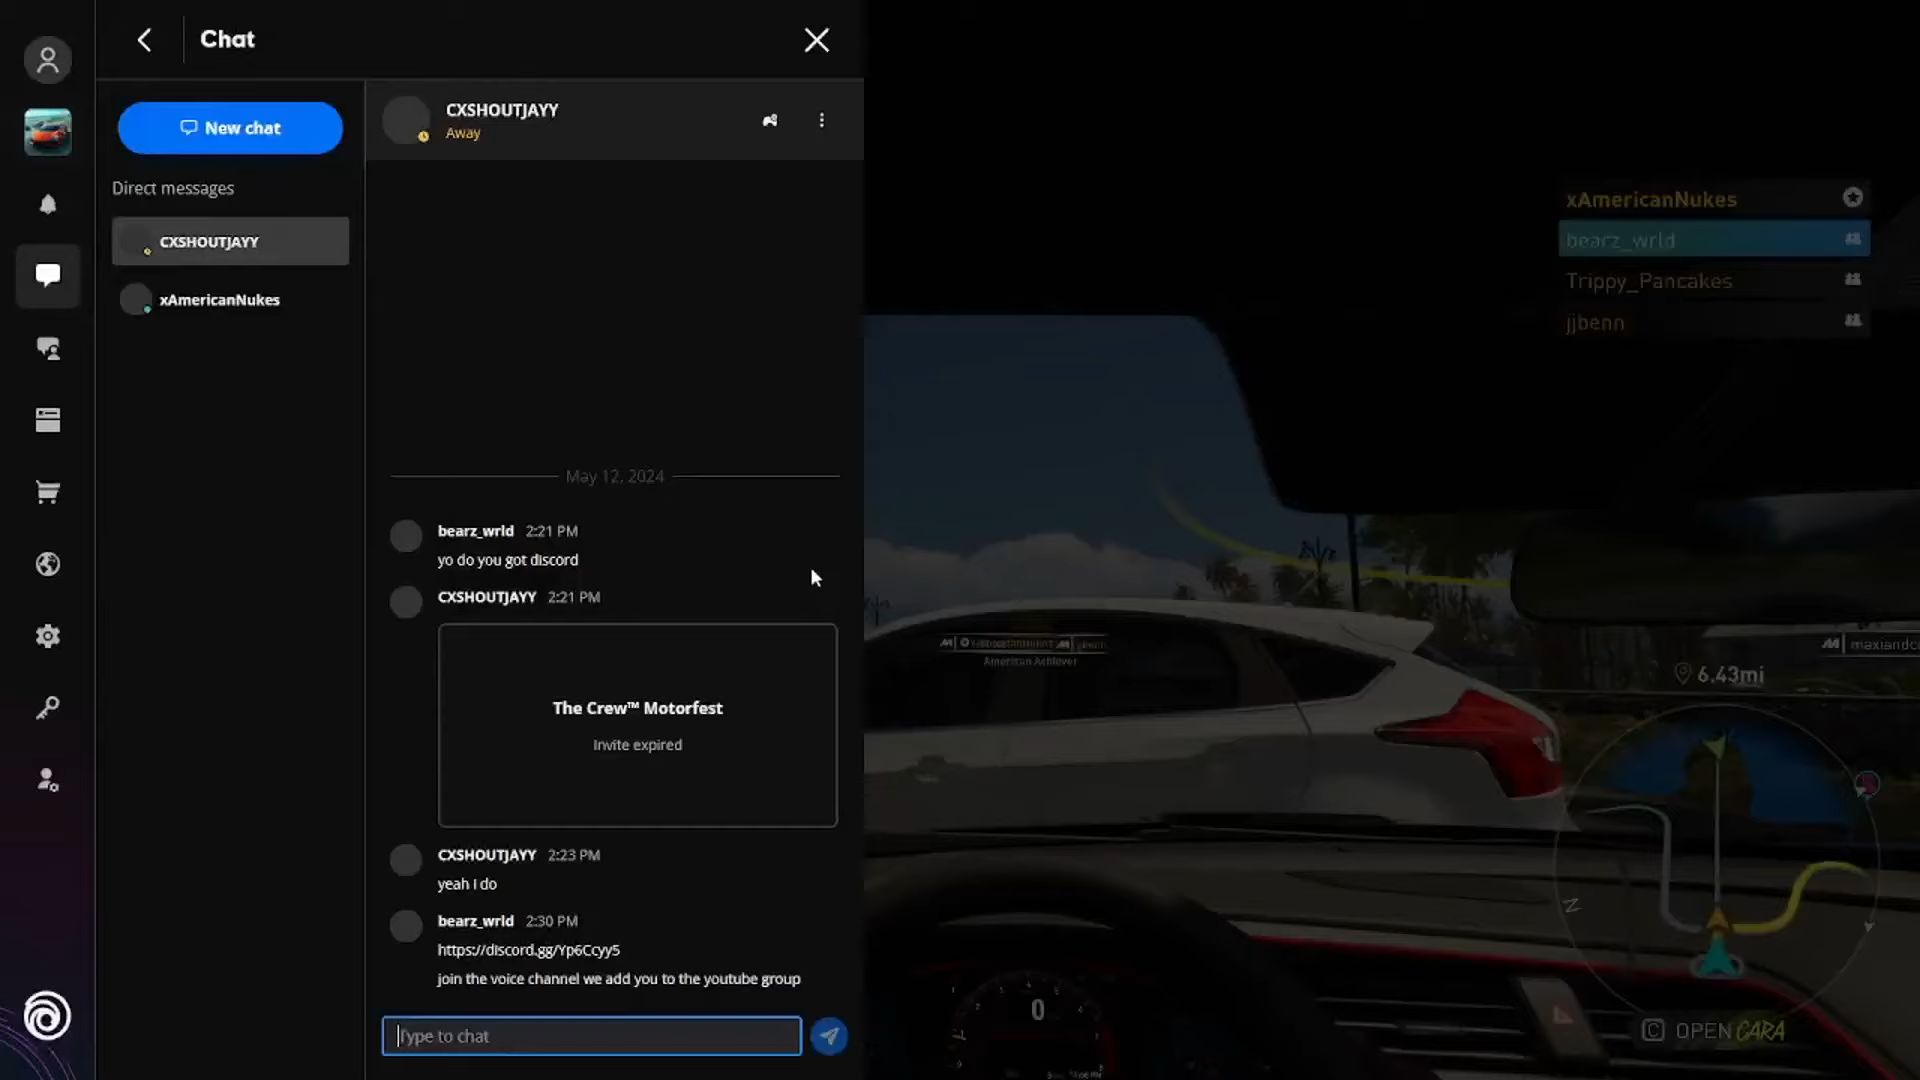 Chat
New chat
Direct messages
CXSHOUTJAYY
xAmericanNukes
CXSHOUTJAYY
Away
May 12, 2024
bearz_wrld 2:21 PM
yo do you got discord
CXSHOUTJAYY 2:21 PM
The Crew™ Motorfest
Invite expired
CXSHOUTJAYY 2:23 PM
yeah I do
bearz_wrld 2:30 PM
https://discord.gg/Yp6Ccyy5
join the voice channel we add you to the youtube group
Type to chat
xAmericanNukes
bearz_wrld
Trippy_Pancakes
jjbenn
American Achiever
6.43mi
N
0
C OPEN CARA